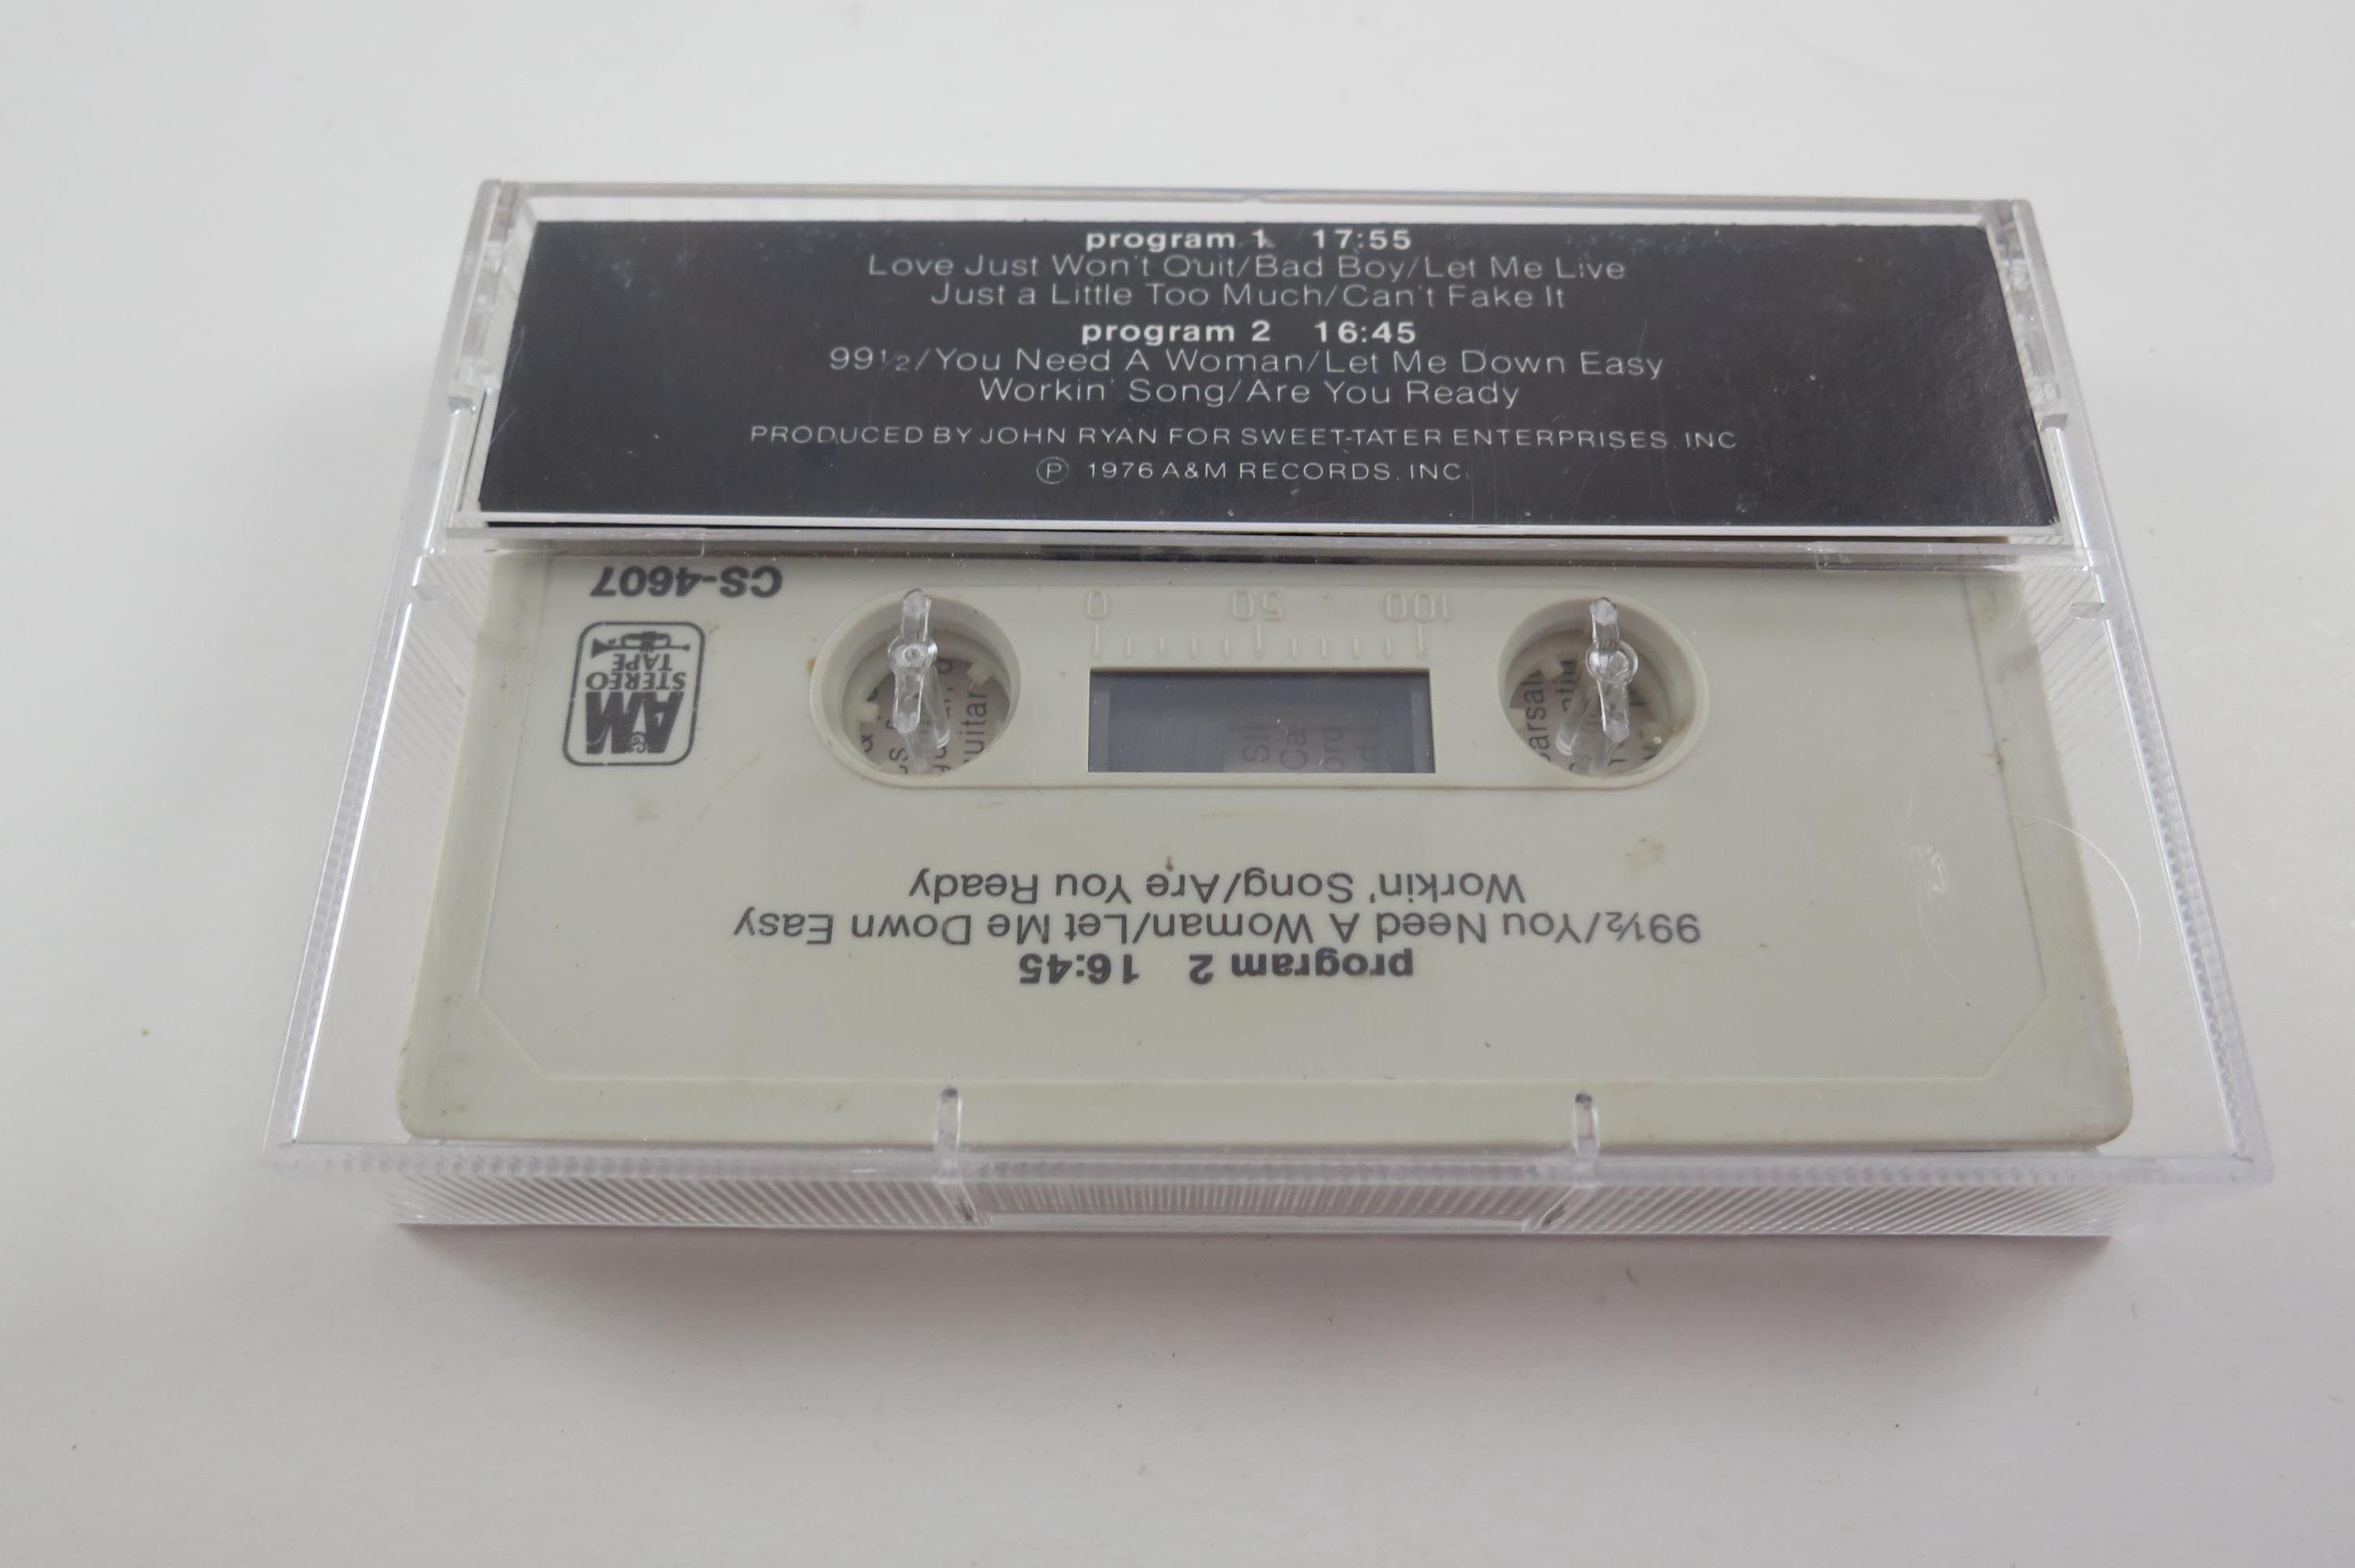 program 1 17:55
Love Just Won't Quit/Bad Boy/Let Me Live
Just a Little Too Much/Can't Fake It
program 2 16:45
99½/You Need A Woman/Let Me Down Easy
Workin' Song/Are You Ready
PRODUCED BY JOHN RYAN FOR SWEET-TATER ENTERPRISES, INC
Ⓟ 1976 A&M RECORDS, INC.
CS-4607
0 50 100
A&M
STEREO
TAPE
program 2 16:45
99½/You Need A Woman/Let Me Down Easy
Workin' Song/Are You Ready